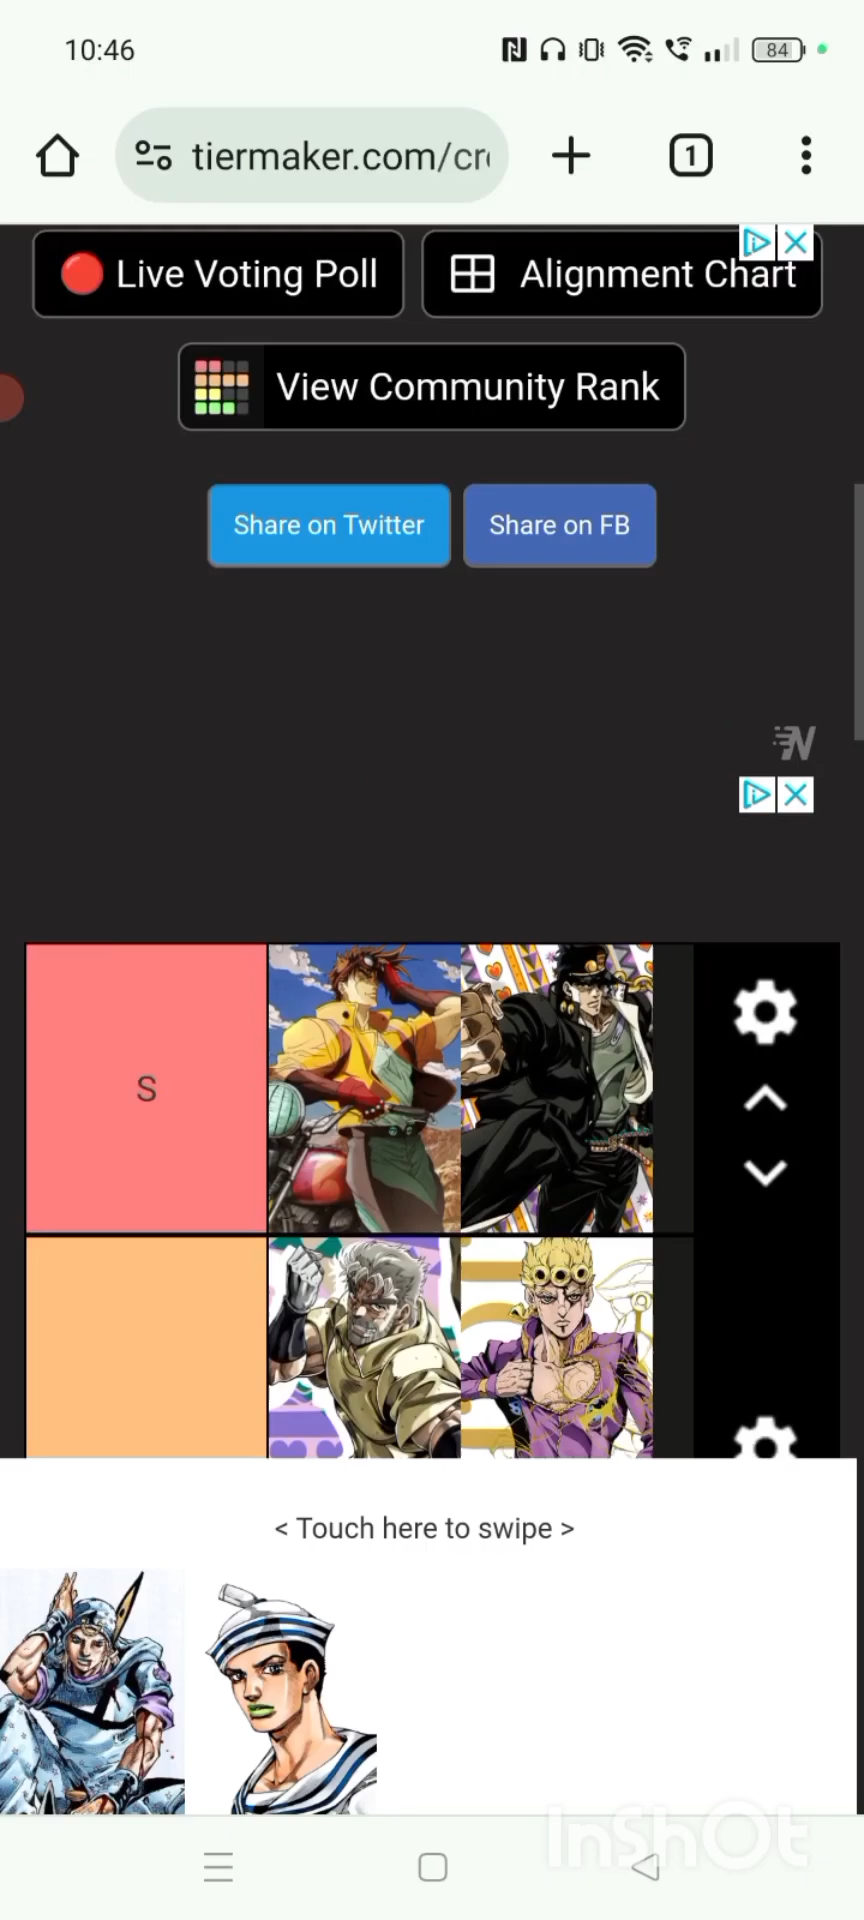 10:46
84
tiermaker.com/cr
1
Live Voting Poll
Alignment Chart
View Community Rank
Share on Twitter
Share on FB
N
S
< Touch here to swipe >
InShOt